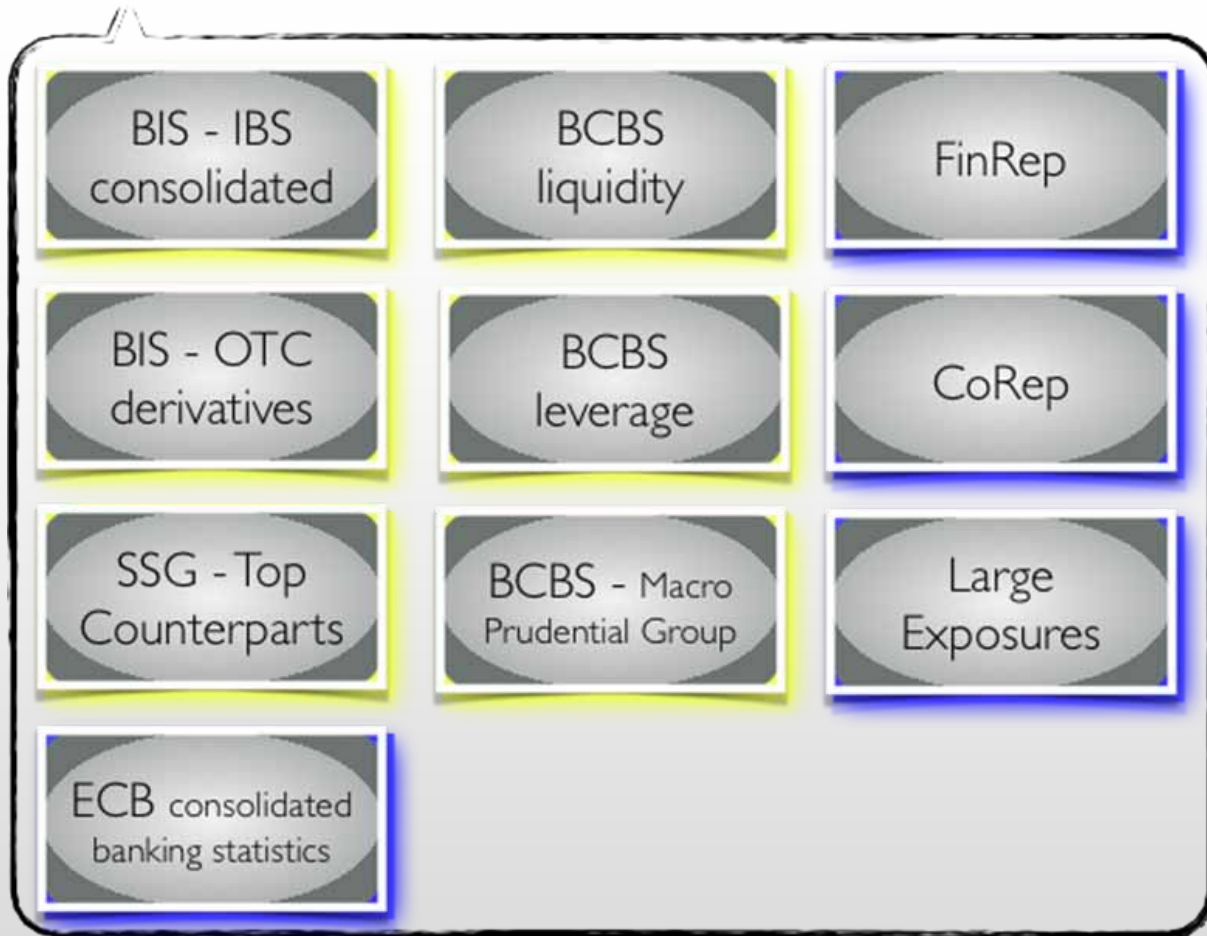 BIS - IBS
consolidated
BCBS
liquidity
FinRep
BIS - OTC
derivatives
BCBS
leverage
CoRep
SSG - Top
Counterparts
BCBS - Macro
Prudential Group
Large
Exposures
ECB consolidated
banking statistics